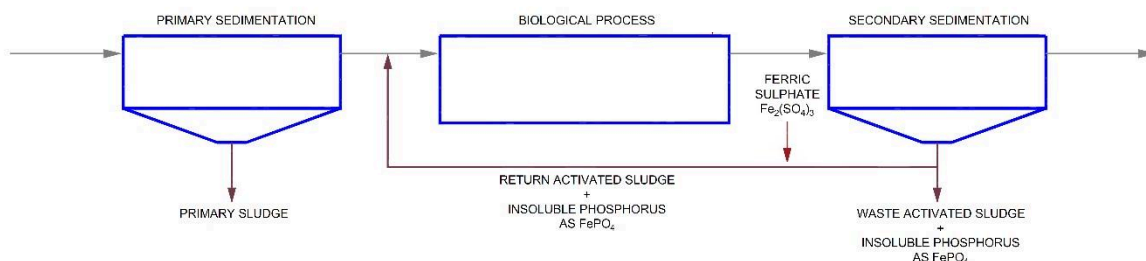 PRIMARY SEDIMENTATION
BIOLOGICAL PROCESS
SECONDARY SEDIMENTATION
FERRIC
SULPHATE
Fe₂(SO₄)₃
RETURN ACTIVATED SLUDGE
+
INSOLUBLE PHOSPHORUS
AS FePO₄
PRIMARY SLUDGE
WASTE ACTIVATED SLUDGE
+
INSOLUBLE PHOSPHORUS
AS FePO₄